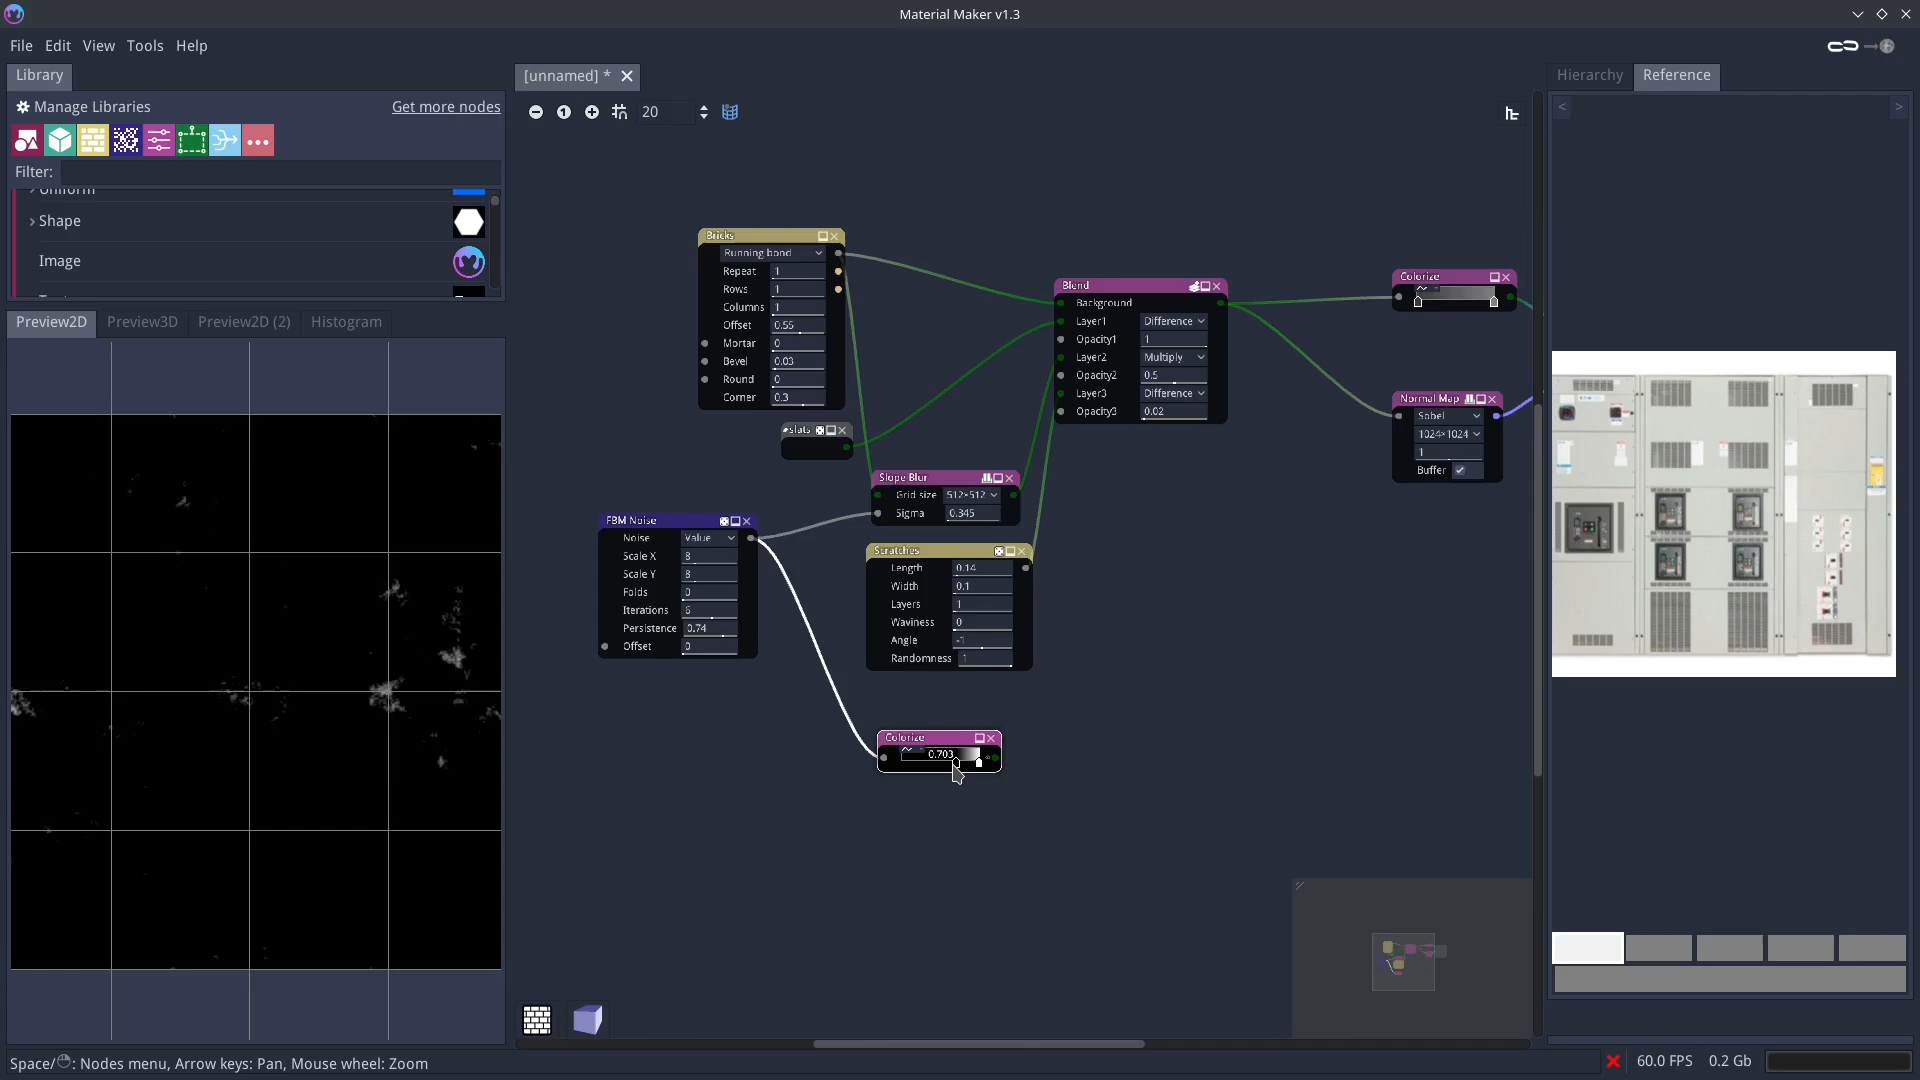 Material Maker v1.3
File Edit View Tools Help
Library
Manage Libraries Get more nodes
Filter:
Uniform
Shape
Image
Preview2D Preview3D Preview2D (2) Histogram
[unnamed] *
1 20
Hierarchy Reference
< >
Bricks
Running bond
Repeat 1
Rows 1
Columns 1
Offset 0.55
Mortar 0
Bevel 0.03
Round 0
Corner 0.3
slats
FBM Noise
Noise Value
Scale X 8
Scale Y 8
Folds 0
Iterations 6
Persistence 0.74
Offset 0
Slope Blur
Grid size 512×512
Sigma 0.345
Scratches
Length 0.14
Width 0.1
Layers 1
Waviness 0
Angle -1
Randomness 1
Colorize
0.703
Blend
Background
Layer1 Difference
Opacity1 1
Layer2 Multiply
Opacity2 0.5
Layer3 Difference
Opacity3 0.02
Colorize
Normal Map
Sobel
1024×1024
1
Buffer
Space/ : Nodes menu, Arrow keys: Pan, Mouse wheel: Zoom
60.0 FPS 0.2 Gb